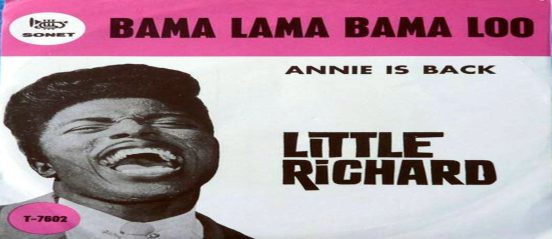 SONET
BAMA LAMA BAMA LOO
ANNIE IS BACK
LiTTLE
RiCHARD
T-7602